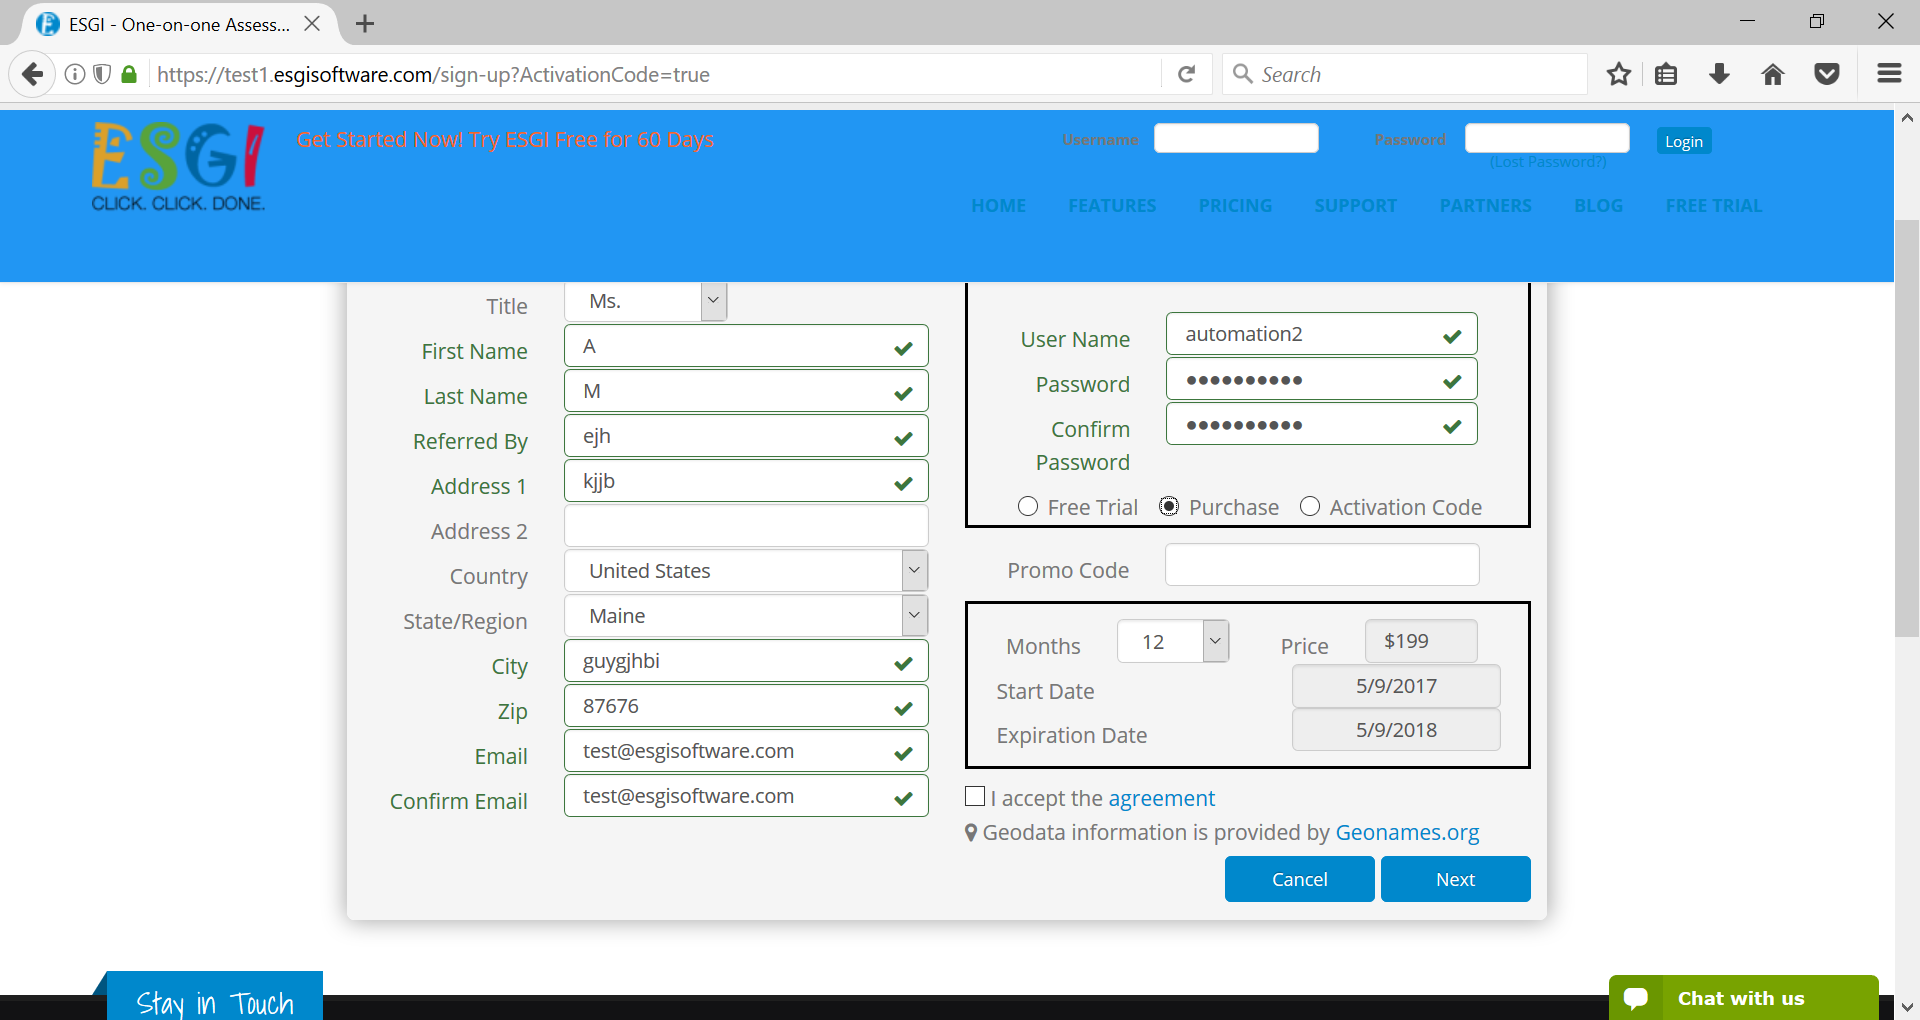 ESGI - One-on-one Assess...
https://test1.esgisoftware.com/sign-up?ActivationCode=true
Search
ESGI
CLICK. CLICK. DONE.
Get Started Now! Try ESGI Free for 60 Days
Username
Password
Login
(Lost Password?)
HOME FEATURES PRICING SUPPORT PARTNERS BLOG FREE TRIAL
Title Ms.
First Name A
Last Name M
Referred By ejh
Address 1 kjjb
Address 2
Country United States
State/Region Maine
City guygjhbi
Zip 87676
Email test@esgisoftware.com
Confirm Email test@esgisoftware.com
User Name automation2
Password ●●●●●●●●●●
Confirm Password ●●●●●●●●●●
Free Trial Purchase Activation Code
Promo Code
Months 12 Price $199
Start Date 5/9/2017
Expiration Date 5/9/2018
I accept the agreement
Geodata information is provided by Geonames.org
Cancel Next
Stay in Touch
Chat with us